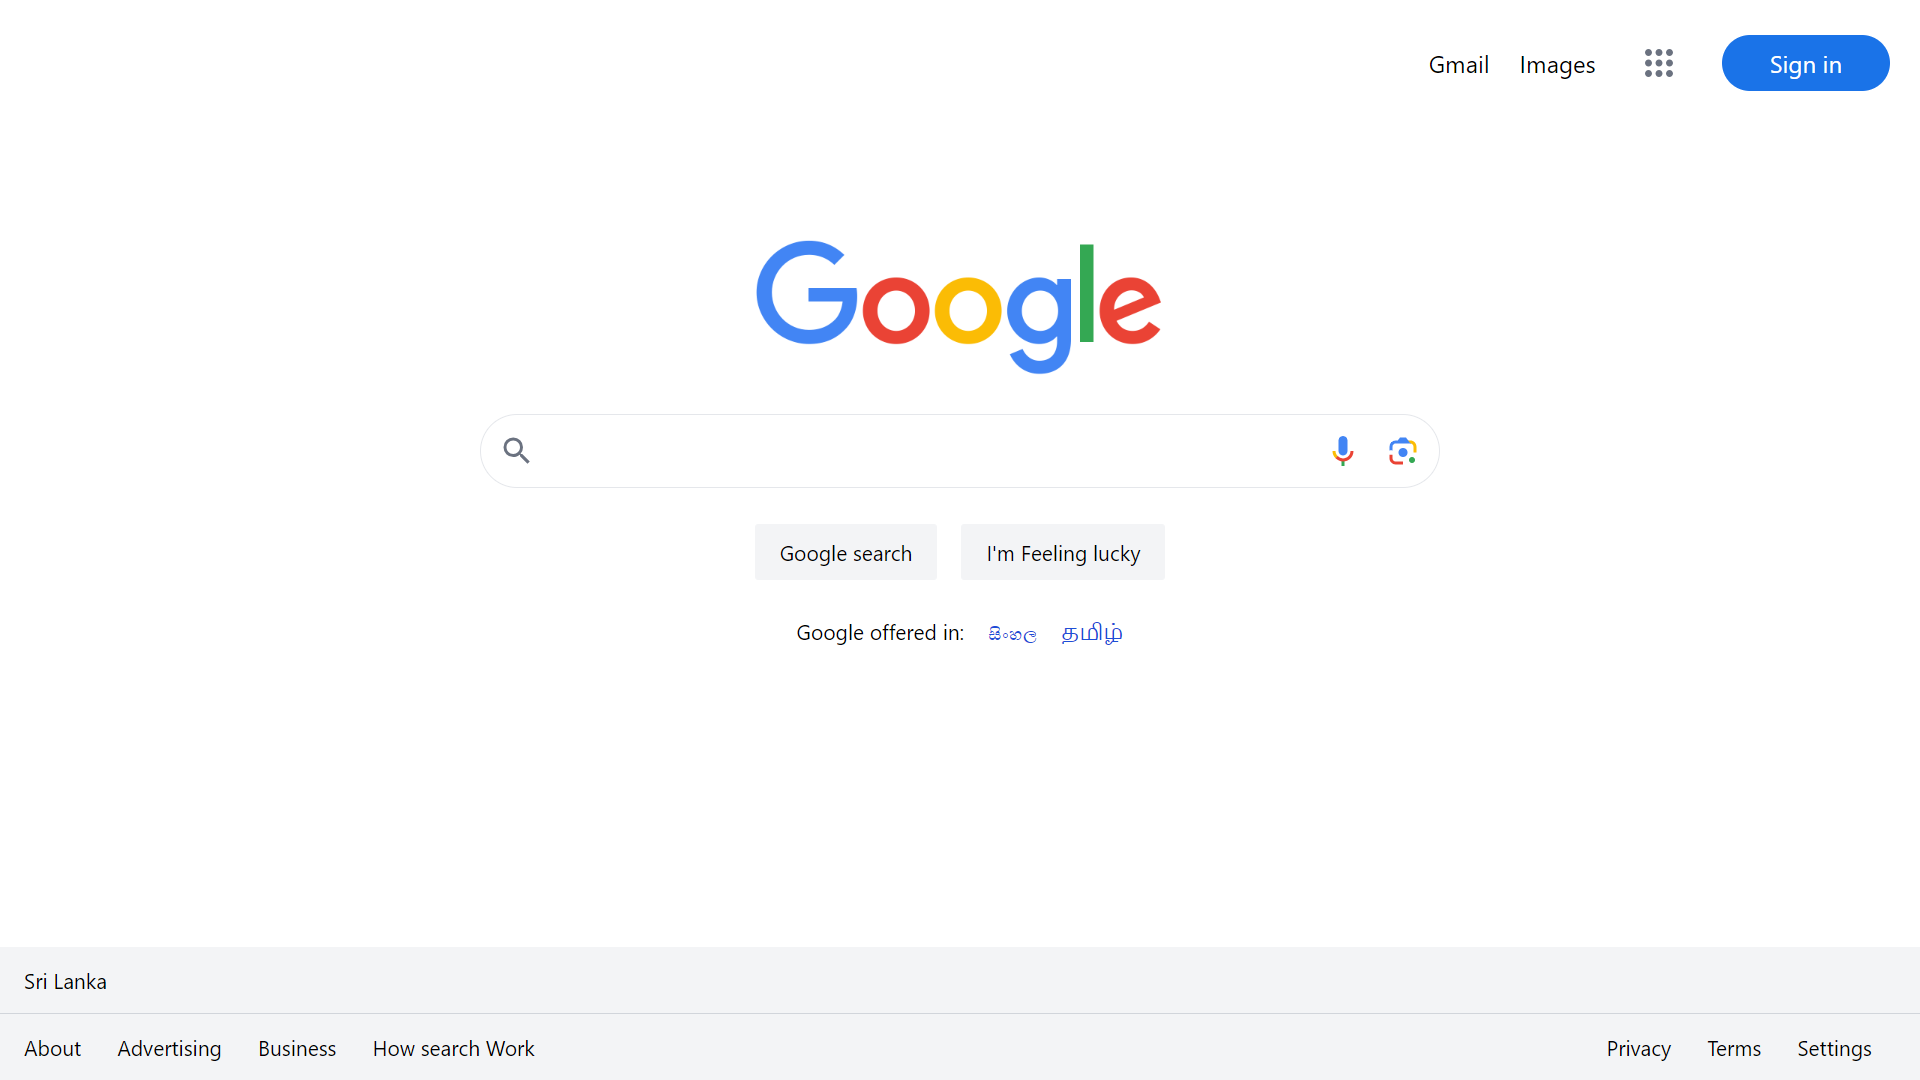 Gmail Images Sign in
Google
Google search I'm Feeling lucky
Google offered in: සිංහල தமிழ்
Sri Lanka
About Advertising Business How search Work Privacy Terms Settings